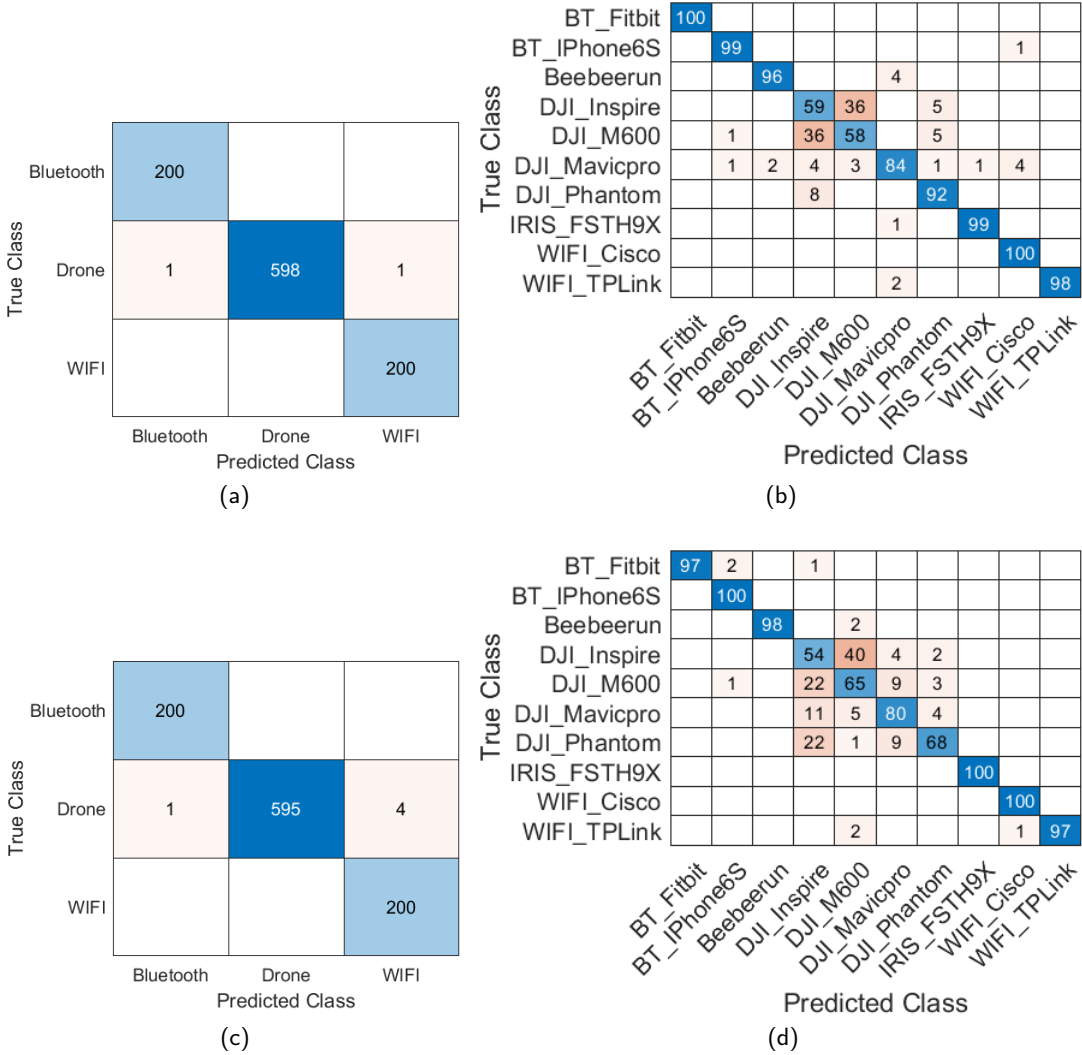 True Class
Bluetooth 200
Drone 1 598 1
WIFI 200
Bluetooth Drone WIFI
Predicted Class
(a)
True Class
BT_Fitbit 100
BT_IPhone6S 99 1
Beebeerun 96 4
DJI_Inspire 59 36 5
DJI_M600 1 36 58 5
DJI_Mavicpro 1 2 4 3 84 1 1 4
DJI_Phantom 8 92
IRIS_FSTH9X 1 99
WIFI_Cisco 100
WIFI_TPLink 2 98
BT_Fitbit BT_IPhone6S Beebeerun DJI_Inspire DJI_M600 DJI_Mavicpro DJI_Phantom IRIS_FSTH9X WIFI_Cisco WIFI_TPLink
Predicted Class
(b)
True Class
Bluetooth 200
Drone 1 595 4
WIFI 200
Bluetooth Drone WIFI
Predicted Class
(c)
True Class
BT_Fitbit 97 2 1
BT_IPhone6S 100
Beebeerun 98 2
DJI_Inspire 54 40 4 2
DJI_M600 1 22 65 9 3
DJI_Mavicpro 11 5 80 4
DJI_Phantom 22 1 9 68
IRIS_FSTH9X 100
WIFI_Cisco 100
WIFI_TPLink 2 1 97
BT_Fitbit BT_IPhone6S Beebeerun DJI_Inspire DJI_M600 DJI_Mavicpro DJI_Phantom IRIS_FSTH9X WIFI_Cisco WIFI_TPLink
Predicted Class
(d)